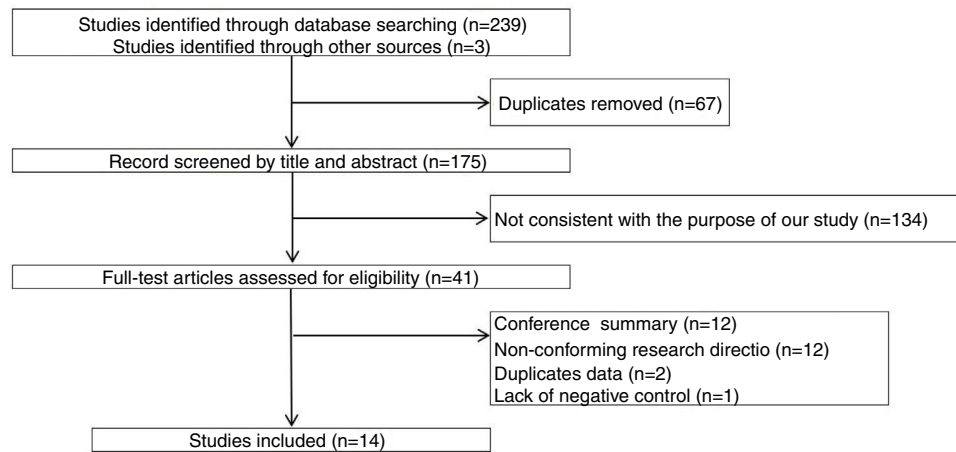 Studies identified through database searching (n=239)
Studies identified through other sources (n=3)
Duplicates removed (n=67)
Record screened by title and abstract (n=175)
Not consistent with the purpose of our study (n=134)
Full-test articles assessed for eligibility (n=41)
Conference summary (n=12)
Non-conforming research directio (n=12)
Duplicates data (n=2)
Lack of negative control (n=1)
Studies included (n=14)